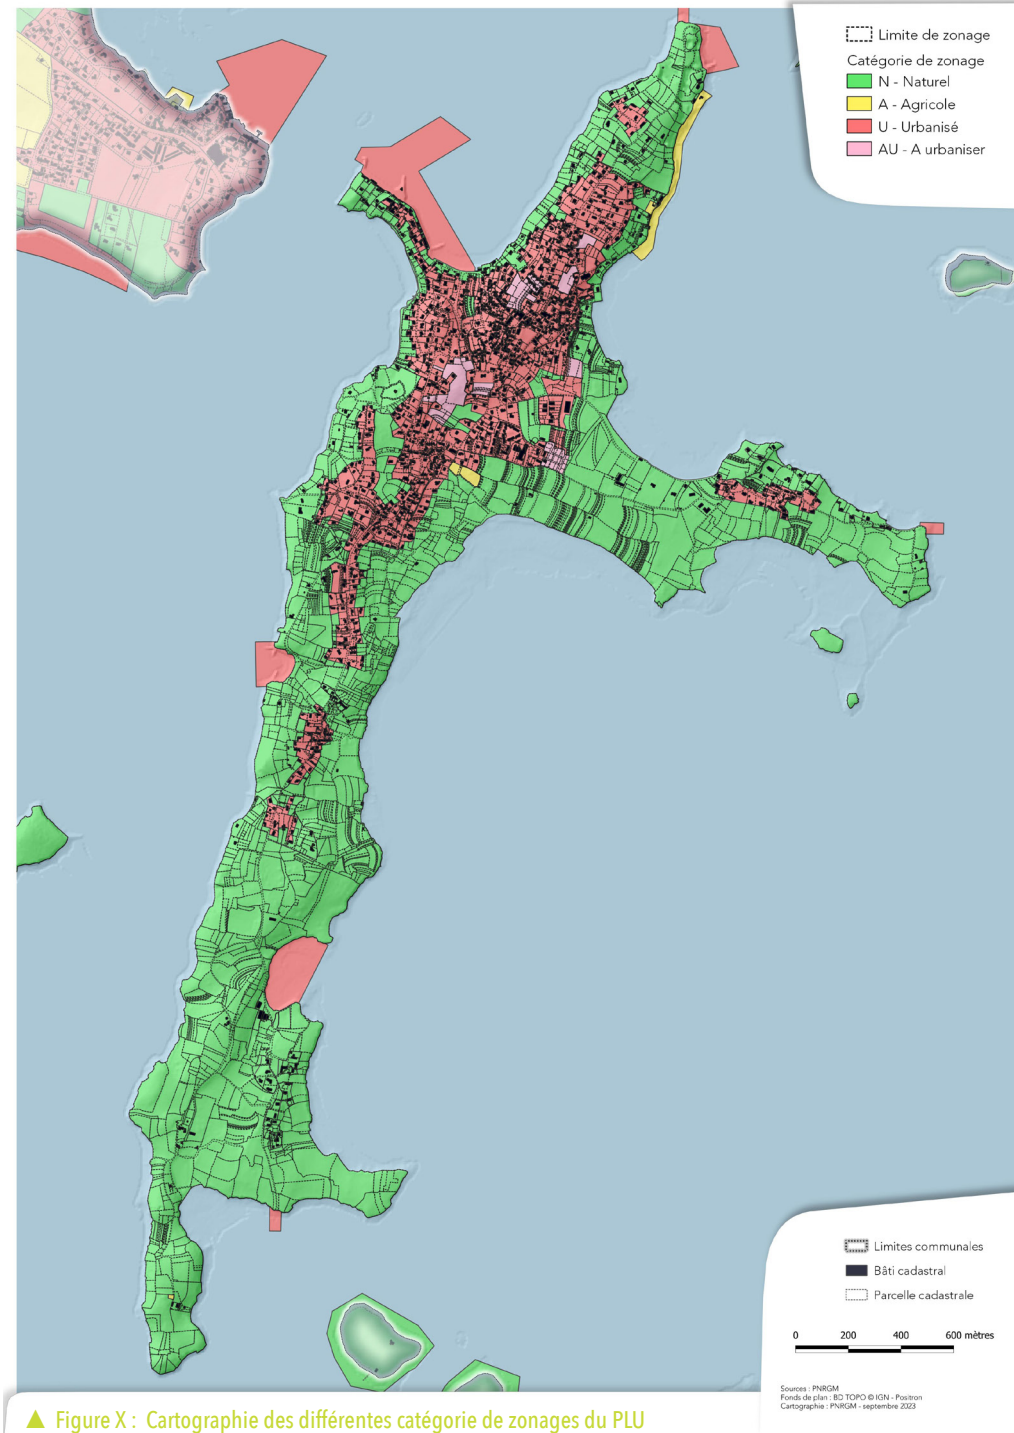 Limite de zonage
Catégorie de zonage
N - Naturel
A - Agricole
U - Urbanisé
AU - A urbaniser
Limites communales
Bâti cadastral
Parcelle cadastrale
0 200 400 600 mètres
Sources : PNRGM
Fonds de plan : BD TOPO © IGN - Positron
Cartographie : PNRGM - septembre 2023
▲ Figure X : Cartographie des différentes catégorie de zonages du PLU